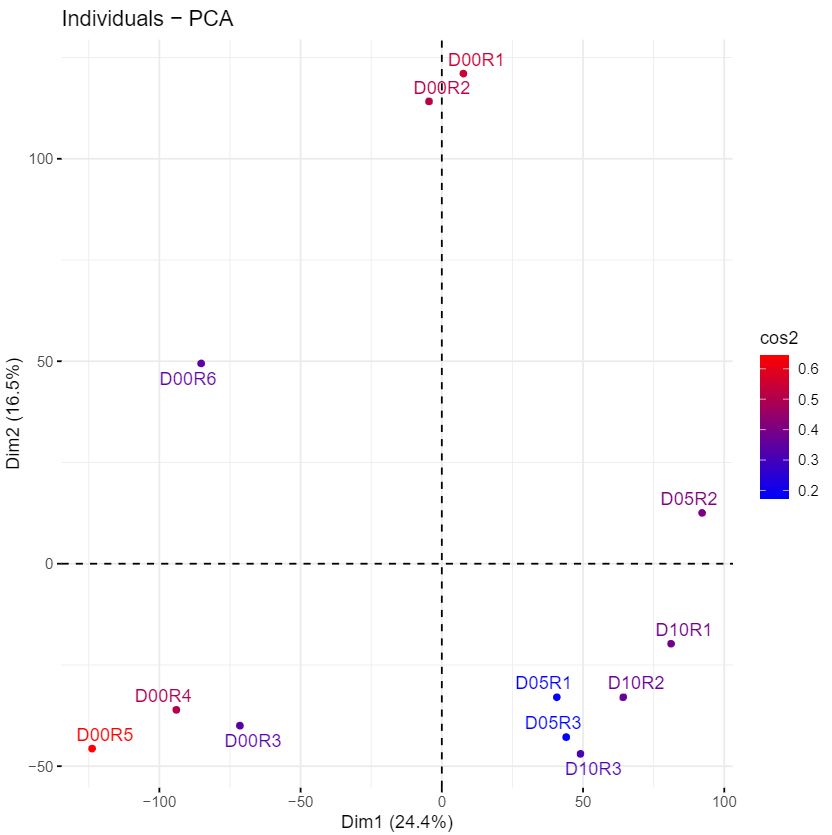 Individuals − PCA
D00R1
D00R2
100
cos2
0.6
50
D00R6
0.5
0.4
Dim2 (16.5%)
0.3
D05R2
0.2
0
D10R1
D05R1
D10R2
D00R4
D05R3
D00R5
D00R3
D10R3
−50
−100
−50
0
50
100
Dim1 (24.4%)